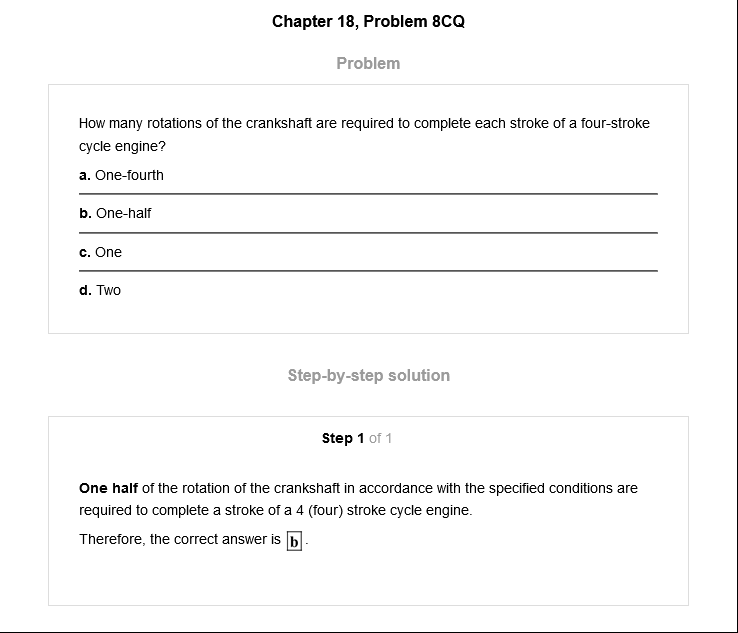 Chapter 18, Problem 8CQ
Problem
How many rotations of the crankshaft are required to complete each stroke of a four-stroke
cycle engine?
a. One-fourth
b. One-half
c. One
d. Two
Step-by-step solution
Step 1 of 1
One half of the rotation of the crankshaft in accordance with the specified conditions are
required to complete a stroke of a 4 (four) stroke cycle engine.
Therefore, the correct answer is b.